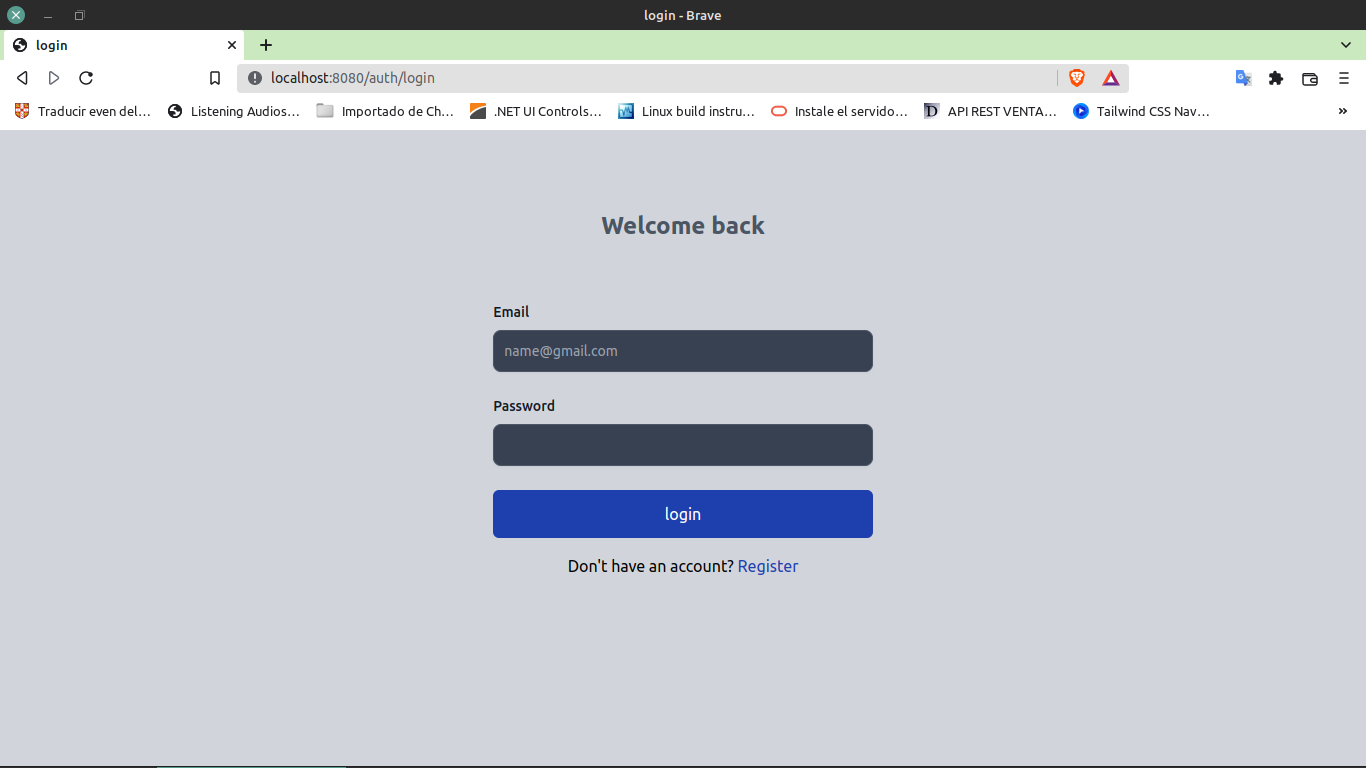 login - Brave
login
localhost:8080/auth/login
Traducir even del… Listening Audios… Importado de Ch… .NET UI Controls… Linux build instru… Instale el servido… API REST VENTA… Tailwind CSS Nav… »
Welcome back
Email
name@gmail.com
Password
login
Don't have an account? Register